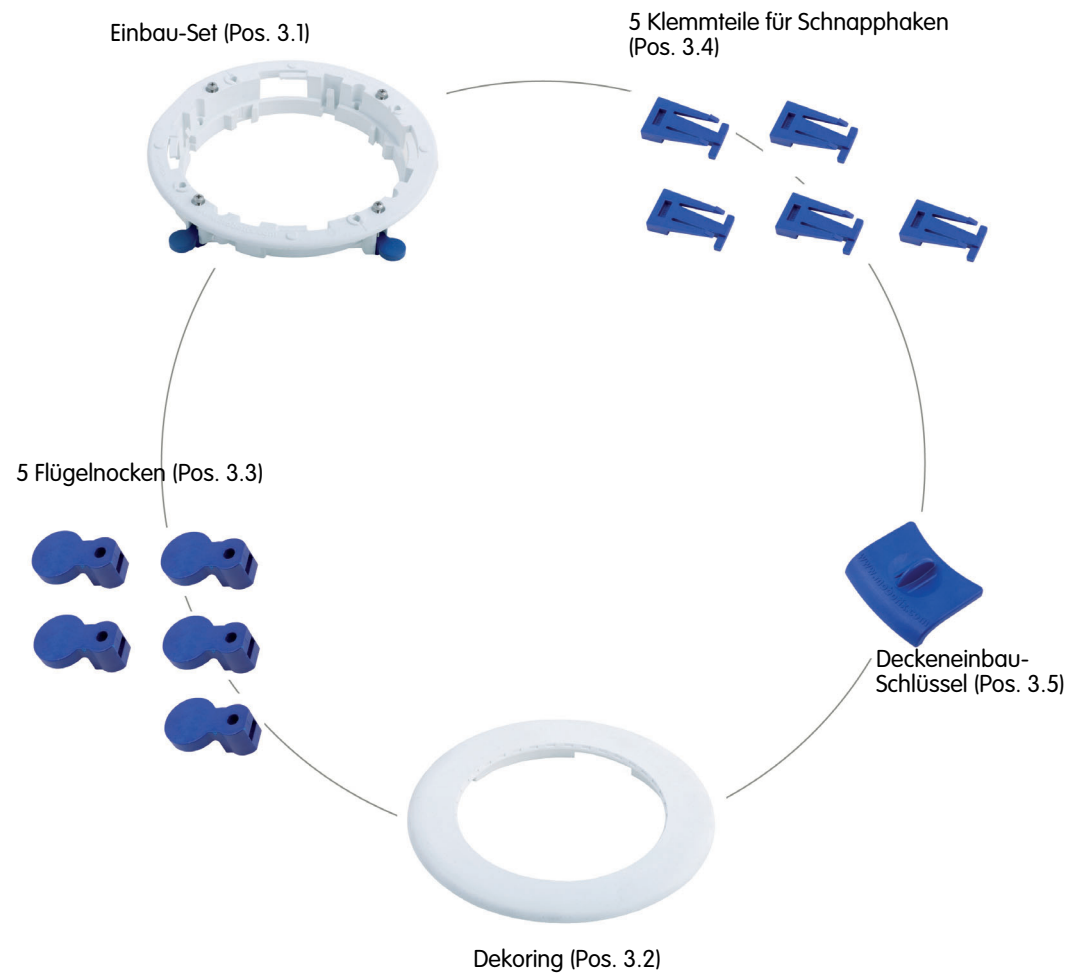 Einbau-Set (Pos. 3.1)
5 Klemmteile für Schnapphaken
(Pos. 3.4)
5 Flügelnocken (Pos. 3.3)
Deckeneinbau-
Schlüssel (Pos. 3.5)
Dekoring (Pos. 3.2)